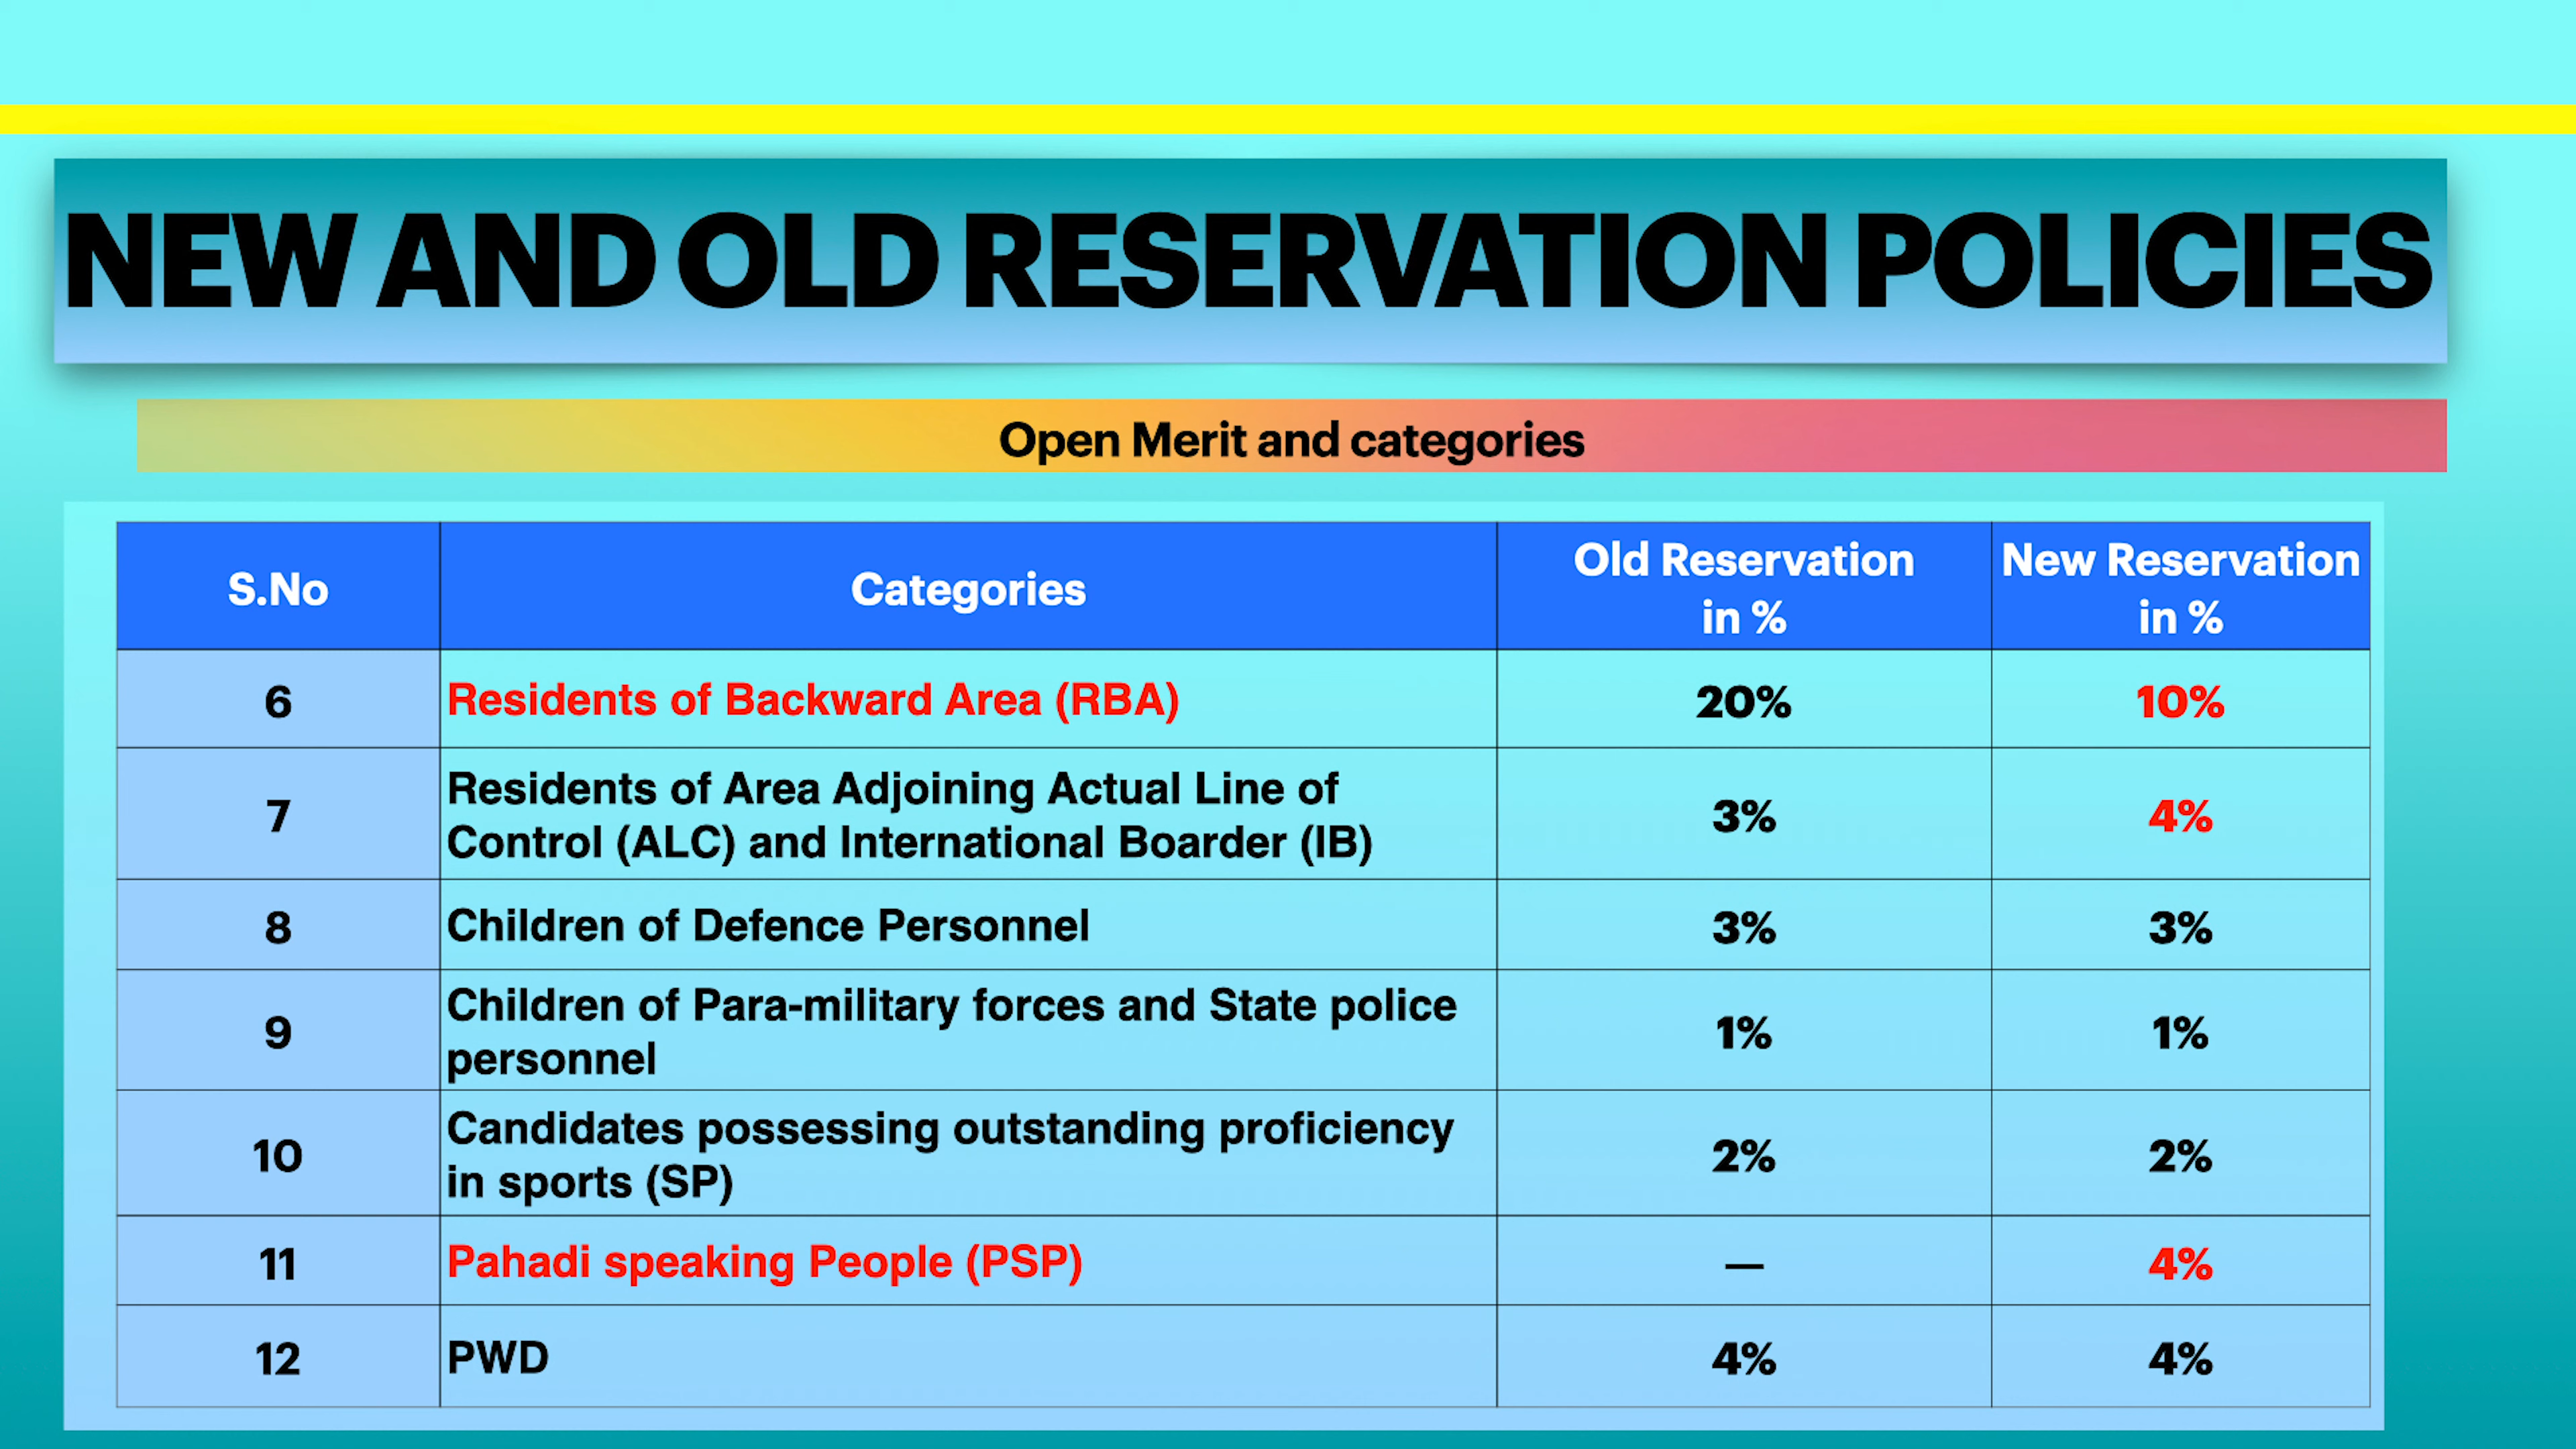 NEW AND OLD RESERVATION POLICIES
Open Merit and categories
S.No
Categories
Old Reservation
in %
New Reservation
in %
6
Residents of Backward Area (RBA)
20%
10%
7
Residents of Area Adjoining Actual Line of
Control (ALC) and International Boarder (IB)
3%
4%
8
Children of Defence Personnel
3%
3%
9
Children of Para-military forces and State police
personnel
1%
1%
10
Candidates possessing outstanding proficiency
in sports (SP)
2%
2%
11
Pahadi speaking People (PSP)
—
4%
12
PWD
4%
4%